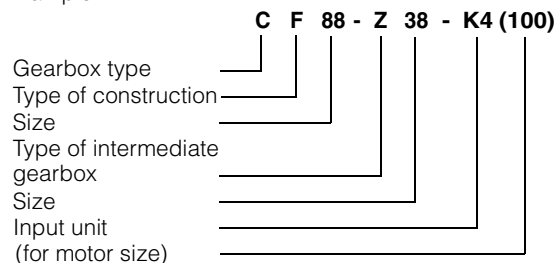 C F 88 - Z 38 - K4 (100)
Gearbox type
Type of construction
Size
Type of intermediate
gearbox
Size
Input unit
(for motor size)